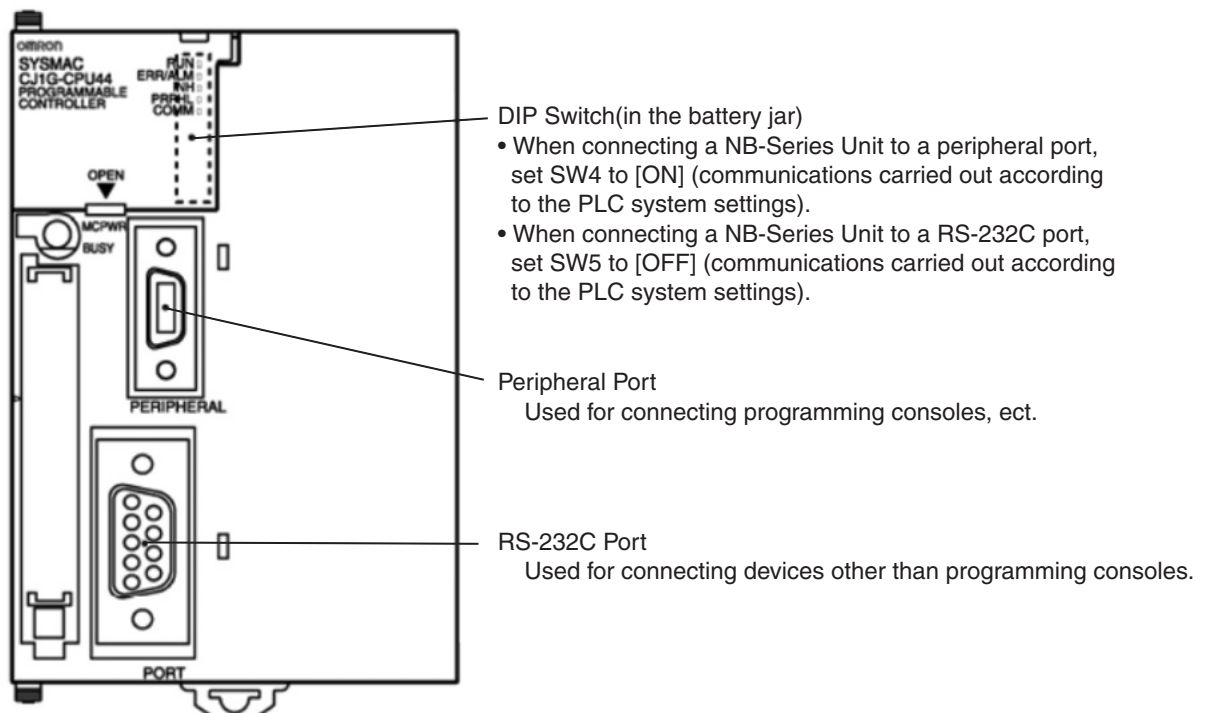 omron
SYSMAC
CJ1G-CPU44
PROGRAMMABLE
CONTROLLER
RUN
ERR/ALM
INH
PRPHL
COMM
OPEN
MCPWR
BUSY
PERIPHERAL
PORT
DIP Switch(in the battery jar)
• When connecting a NB-Series Unit to a peripheral port,
set SW4 to [ON] (communications carried out according
to the PLC system settings).
• When connecting a NB-Series Unit to a RS-232C port,
set SW5 to [OFF] (communications carried out according
to the PLC system settings).
Peripheral Port
Used for connecting programming consoles, ect.
RS-232C Port
Used for connecting devices other than programming consoles.